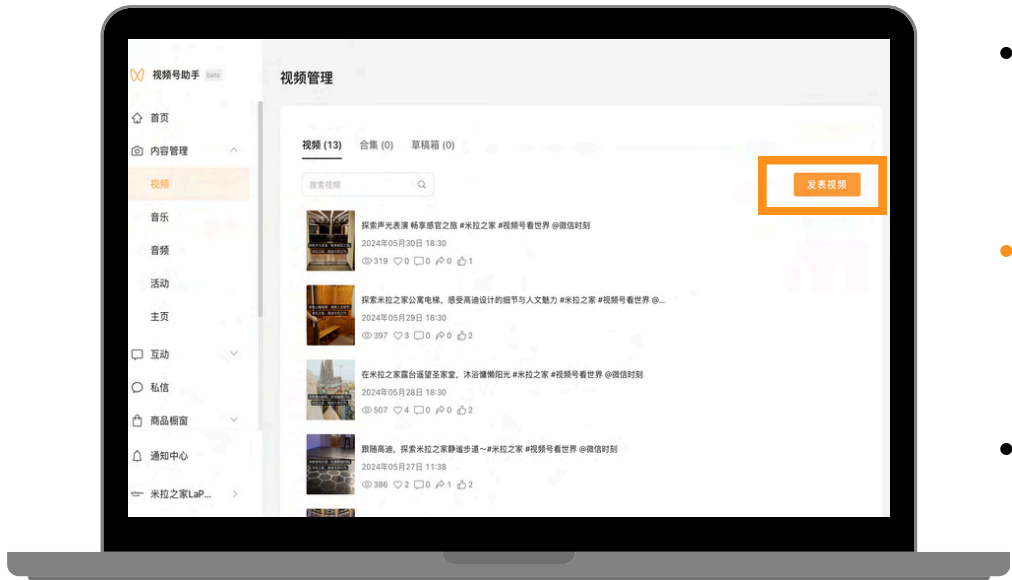 视频号助手 beta
首页
内容管理
视频
音乐
音频
活动
主页
互动
私信
商品橱窗
通知中心
米拉之家LaP...
视频管理
视频 (13) 合集 (0) 草稿箱 (0)
搜索视频
发表视频
探索声光表演 畅享感官之旅 #米拉之家 #视频号看世界 @微信时刻
2024年05月30日 18:30
319 0 0 0 1
探索米拉之家公寓电梯，感受高迪设计的细节与人文魅力 #米拉之家 #视频号看世界 @...
2024年05月29日 18:30
397 3 0 0 2
在米拉之家露台遥望圣家堂，沐浴慵懒阳光 #米拉之家 #视频号看世界 @微信时刻
2024年05月28日 18:30
507 4 0 0 2
跟随高迪，探索米拉之家静谧步道～#米拉之家 #视频号看世界 @微信时刻
2024年05月27日 11:38
386 2 0 1 2